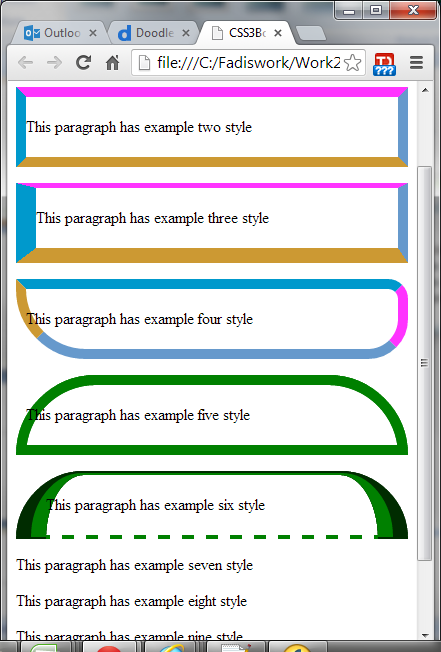 Outloo
Doodle
CSS3Bo
file:///C:/Fadiswork/Work2
???
This paragraph has example two style
This paragraph has example three style
This paragraph has example four style
This paragraph has example five style
This paragraph has example six style
This paragraph has example seven style
This paragraph has example eight style
This paragraph has example nine style